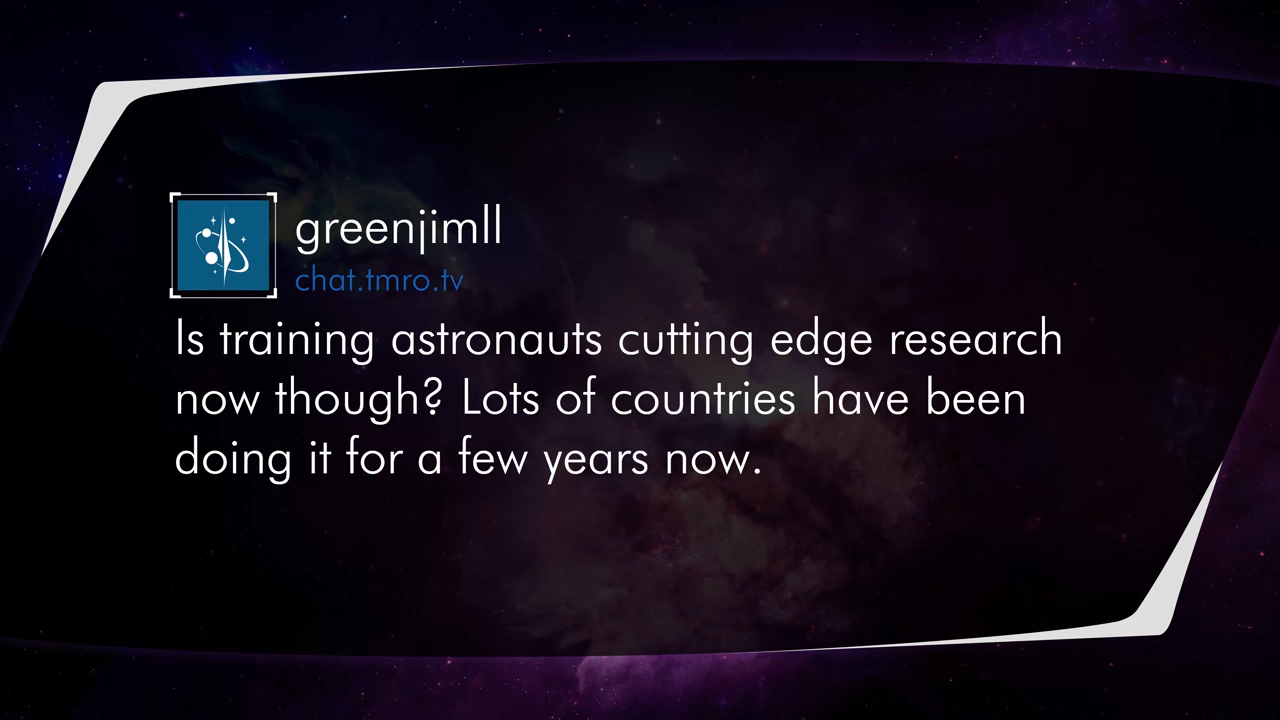 greenjimll
chat.tmro.tv
Is training astronauts cutting edge research
now though? Lots of countries have been
doing it for a few years now.